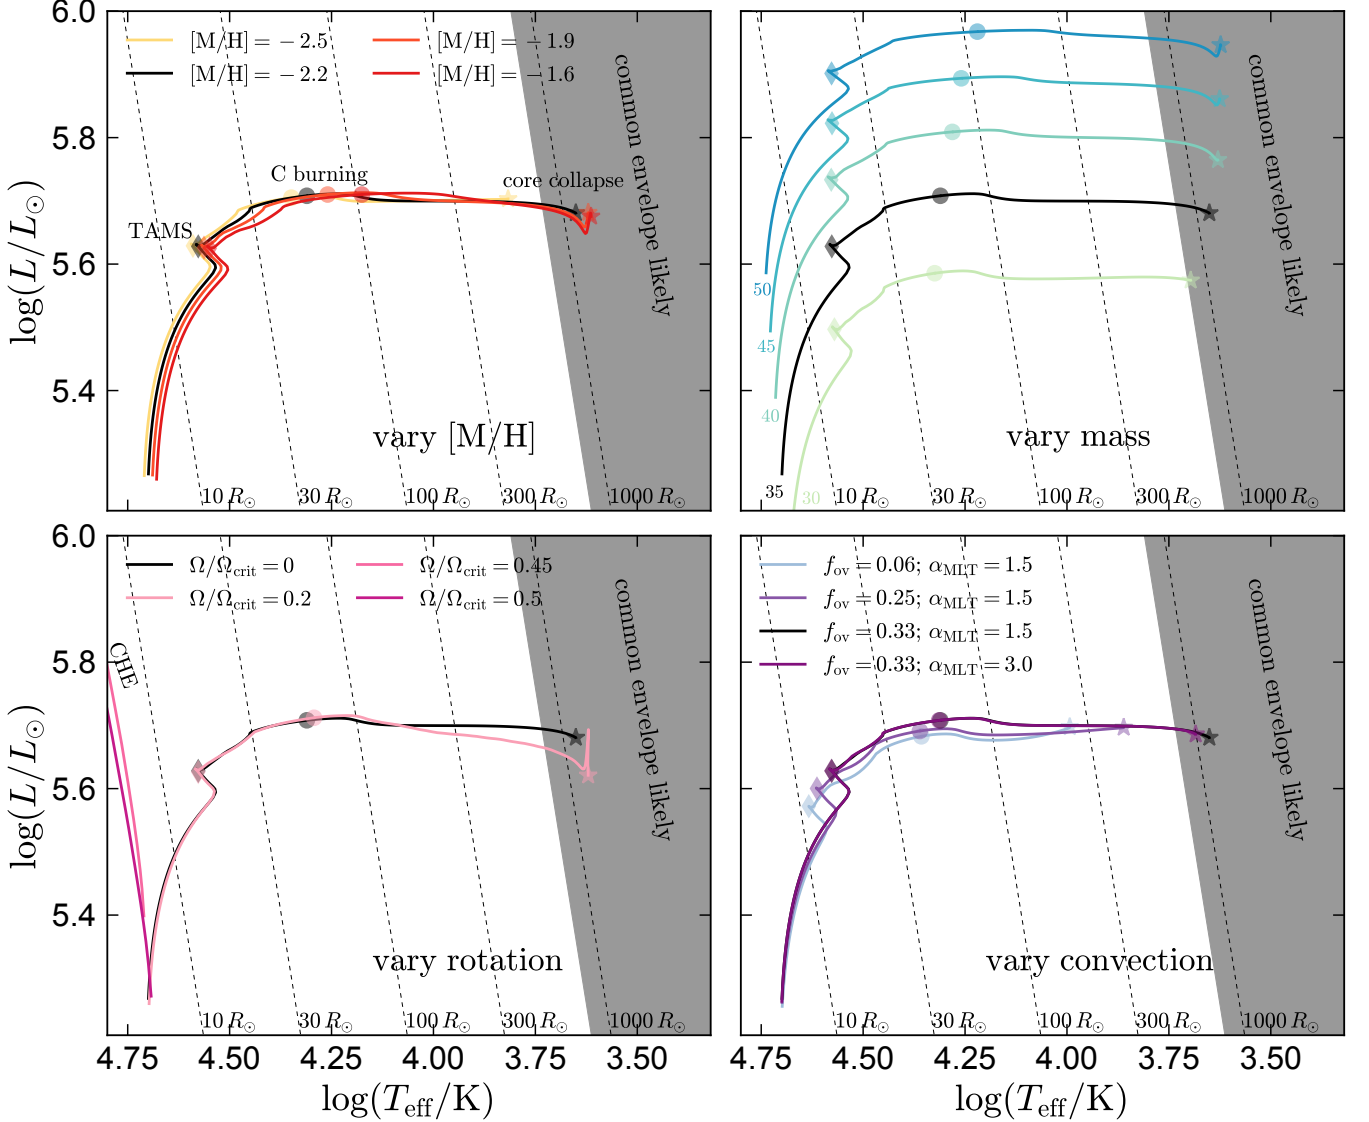 6.0
5.8
5.6
5.4
log(L/L⊙)
[M/H] = −2.5
[M/H] = −1.9
[M/H] = −2.2
[M/H] = −1.6
C burning
core collapse
TAMS
common envelope likely
vary [M/H]
10 R⊙
30 R⊙
100 R⊙
300 R⊙
1000 R⊙
common envelope likely
50
45
40
35
30
vary mass
10 R⊙
30 R⊙
100 R⊙
300 R⊙
1000 R⊙
6.0
5.8
5.6
5.4
log(L/L⊙)
Ω/Ωcrit = 0
Ω/Ωcrit = 0.45
Ω/Ωcrit = 0.2
Ω/Ωcrit = 0.5
CHE
common envelope likely
vary rotation
10 R⊙
30 R⊙
100 R⊙
300 R⊙
1000 R⊙
4.75
4.50
4.25
4.00
3.75
3.50
log(Teff/K)
fov = 0.06; αMLT = 1.5
fov = 0.25; αMLT = 1.5
fov = 0.33; αMLT = 1.5
fov = 0.33; αMLT = 3.0
common envelope likely
vary convection
10 R⊙
30 R⊙
100 R⊙
300 R⊙
1000 R⊙
4.75
4.50
4.25
4.00
3.75
3.50
log(Teff/K)